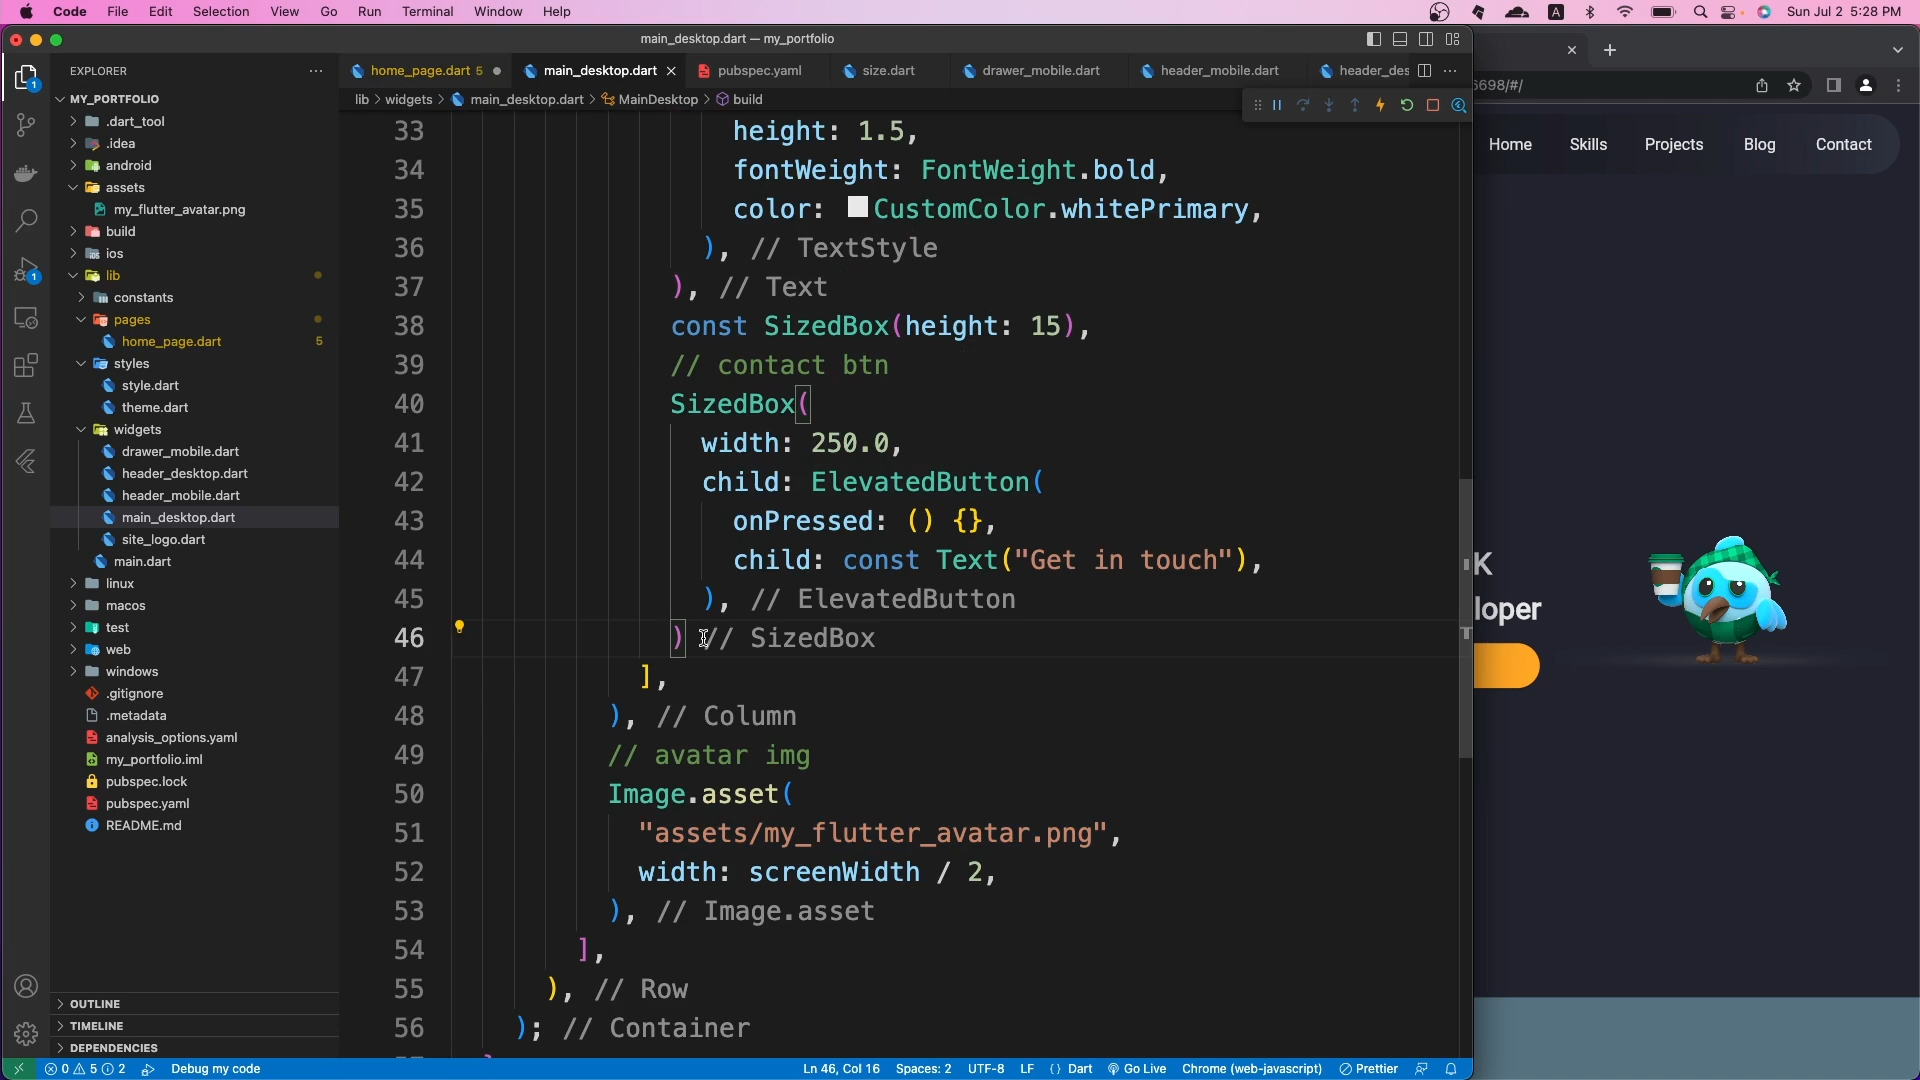 Code File Edit Selection View Go Run Terminal Window Help
A
Sun Jul 2 5:28 PM
main_desktop.dart — my_portfolio
EXPLORER
home_page.dart 5
main_desktop.dart
pubspec.yaml
size.dart
drawer_mobile.dart
header_mobile.dart
header_des
lib > widgets > main_desktop.dart > MainDesktop > build
6698/#/
MY_PORTFOLIO
.dart_tool
.idea
android
assets
my_flutter_avatar.png
build
ios
lib
constants
pages
home_page.dart 5
styles
style.dart
theme.dart
widgets
drawer_mobile.dart
header_desktop.dart
header_mobile.dart
main_desktop.dart
site_logo.dart
main.dart
linux
macos
test
web
windows
.gitignore
.metadata
analysis_options.yaml
my_portfolio.iml
pubspec.lock
pubspec.yaml
README.md
OUTLINE
TIMELINE
DEPENDENCIES
1
1
33 height: 1.5,
34 fontWeight: FontWeight.bold,
35 color: CustomColor.whitePrimary,
36 ), // TextStyle
37 ), // Text
38 const SizedBox(height: 15),
39 // contact btn
40 SizedBox(
41 width: 250.0,
42 child: ElevatedButton(
43 onPressed: () {},
44 child: const Text("Get in touch"),
45 ), // ElevatedButton
46 ) // SizedBox
47 ],
48 ), // Column
49 // avatar img
50 Image.asset(
51 "assets/my_flutter_avatar.png",
52 width: screenWidth / 2,
53 ), // Image.asset
54 ],
55 ), // Row
56 ); // Container
Home Skills Projects Blog Contact
K
loper
0 5 2 Debug my code
Ln 46, Col 16 Spaces: 2 UTF-8 LF {} Dart Go Live Chrome (web-javascript) Prettier